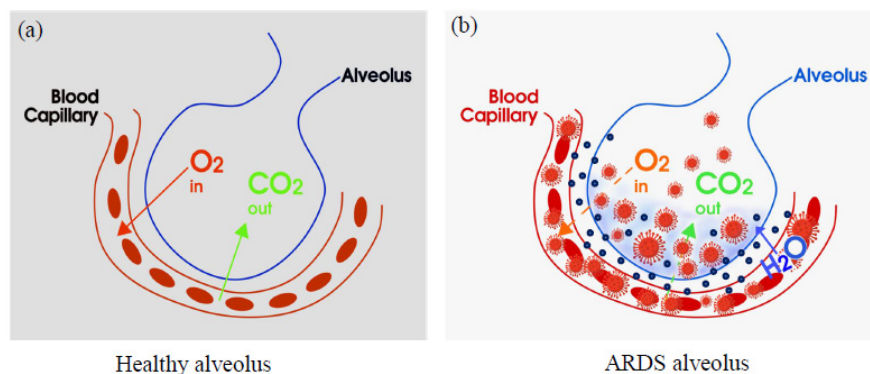 (a)
Alveolus
Blood
Capillary
O2
in
CO2
out
Healthy alveolus
(b)
Alveolus
Blood
Capillary
O2
in
CO2
out
H2O
ARDS alveolus